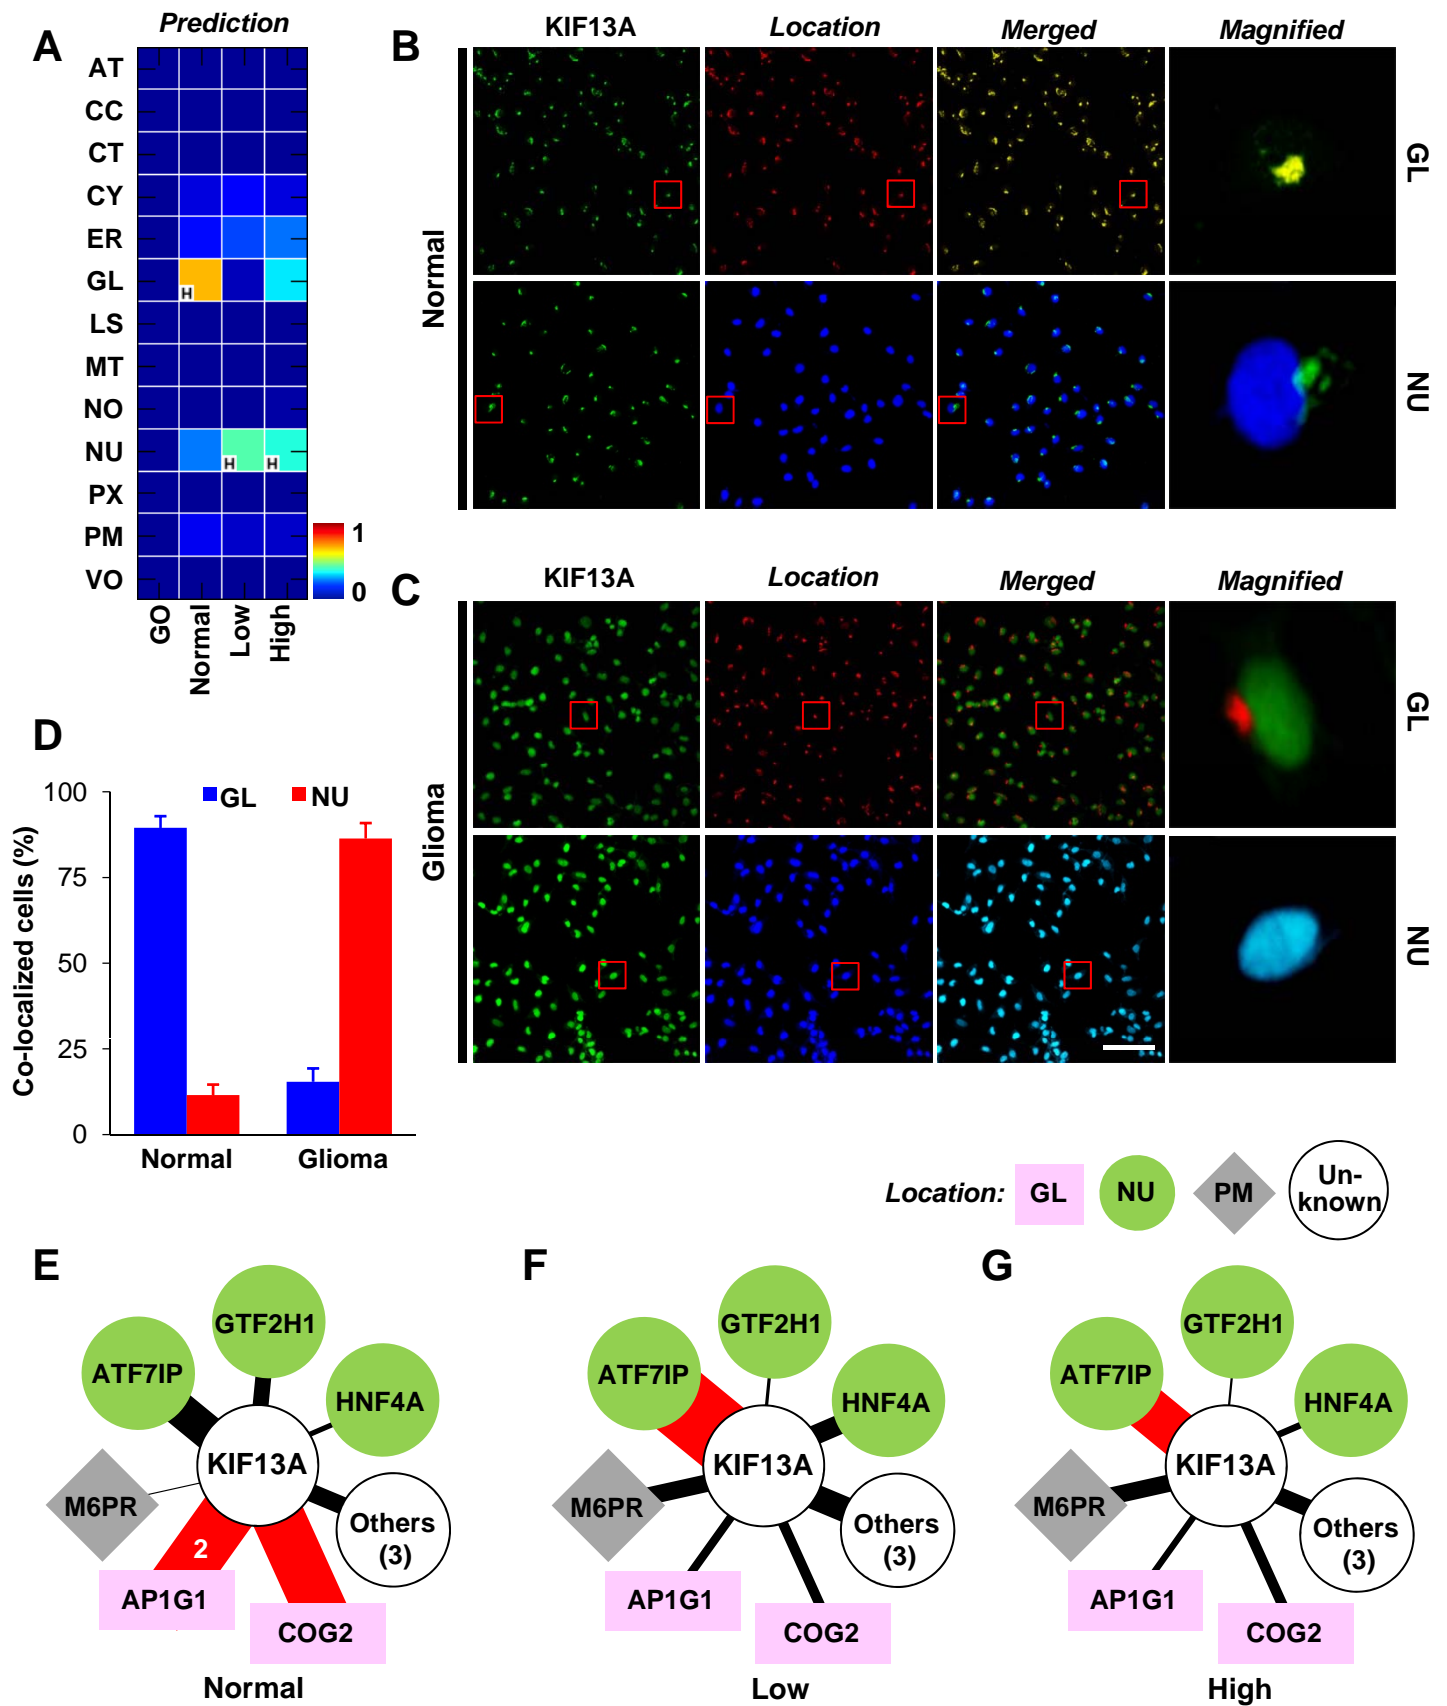 A
Prediction
AT
CC
CT
CY
ER
GL
LS
MT
NO
NU
PX
PM
VO
H
H
H
1
0
GO
Normal
Low
High
B
KIF13A
Location
Merged
Magnified
Normal
GL
NU
C
KIF13A
Location
Merged
Magnified
Glioma
GL
NU
D
Co-localized cells (%)
100
75
50
25
0
GL
NU
Normal
Glioma
Location:
GL
NU
PM
Un-
known
E
GTF2H1
ATF7IP
HNF4A
KIF13A
M6PR
Others
(3)
2
AP1G1
COG2
Normal
F
GTF2H1
ATF7IP
HNF4A
KIF13A
M6PR
Others
(3)
AP1G1
COG2
Low
G
GTF2H1
ATF7IP
HNF4A
KIF13A
M6PR
Others
(3)
AP1G1
COG2
High